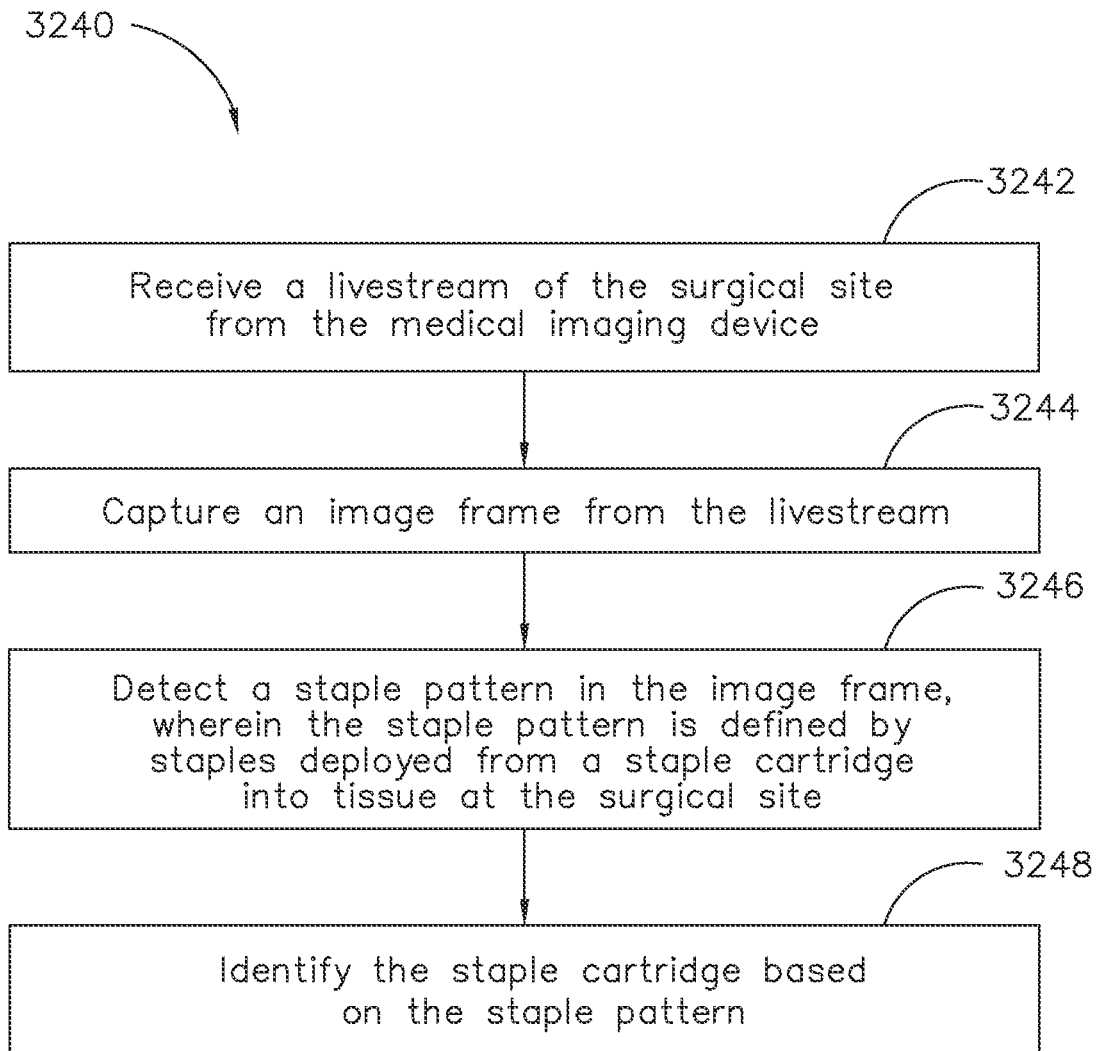 3240
3242
Receive a livestream of the surgical site
from the medical imaging device
3244
Capture an image frame from the livestream
3246
Detect a staple pattern in the image frame,
wherein the staple pattern is defined by
staples deployed from a staple cartridge
into tissue at the surgical site
3248
Identify the staple cartridge based
on the staple pattern